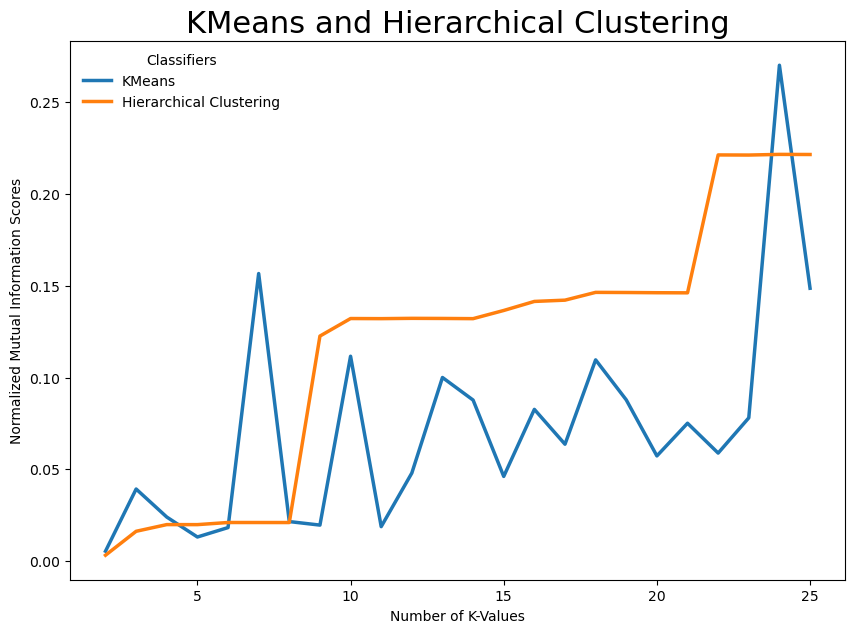 KMeans and Hierarchical Clustering
Classifiers
KMeans
Hierarchical Clustering
Normalized Mutual Information Scores
0.25
0.20
0.15
0.10
0.05
0.00
5 10 15 20 25
Number of K-Values